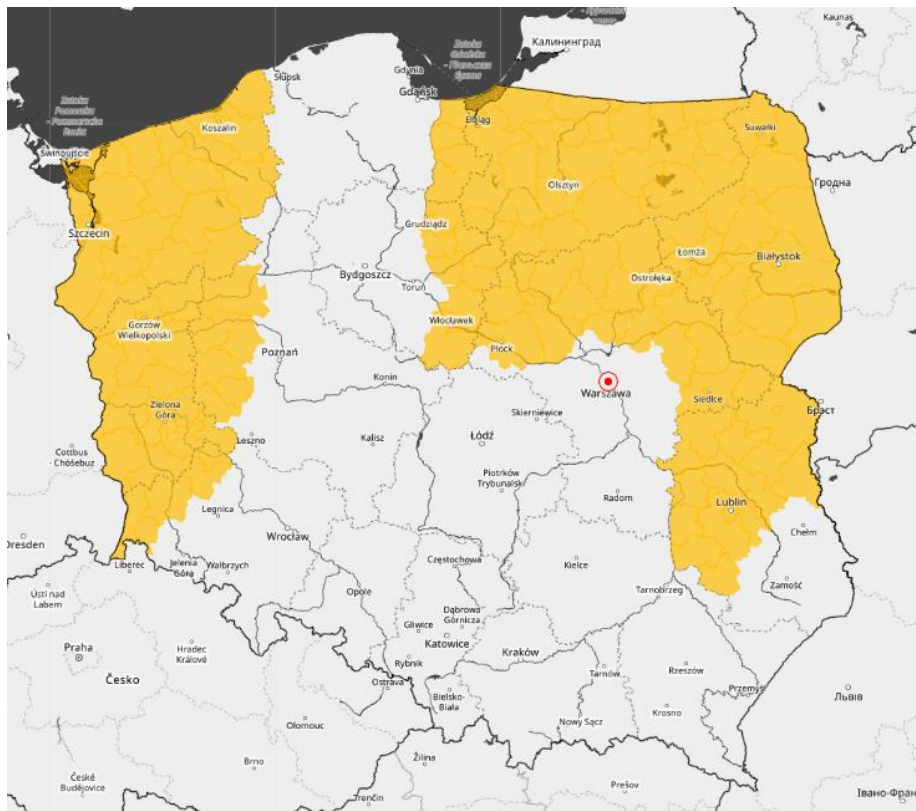 Kaunas
Калининград
Zatoka
Gdańska
Gdynia
Słupsk
Gdańsk
Zatoka
Pomorska
Elbląg
Koszalin
Suwałki
Świnoujście
Гродна
Olsztyn
Szczecin
Grudziądz
Łomża
Białystok
Bydgoszcz
Ostrołęka
Toruń
Włocławek
Gorzów
Wielkopolski
Płock
Poznań
Konin
Warszawa
Siedlce
Брэст
Zielona
Góra
Skierniewice
Leszno
Łódź
Kalisz
Cottbus
- Chóśebuz
Piotrków
Trybunalski
Radom
Lublin
Legnica
Chełm
Wrocław
Dresden
Jelenia
Góra
Wałbrzych
Liberec
Częstochowa
Kielce
Zamość
Ústí nad
Labem
Opole
Tarnobrzeg
Dąbrowa
Górnicza
Gliwice
Katowice
Hradec
Králové
Praha
Kraków
Rybnik
Rzeszów
Tarnów
Česko
Ostrava
Przemyśl
Львів
Bielsko-
Biała
Krosno
Nowy Sącz
Olomouc
Žilina
Brno
České
Budějovice
Prešov
Trenčín
Івано-Фран